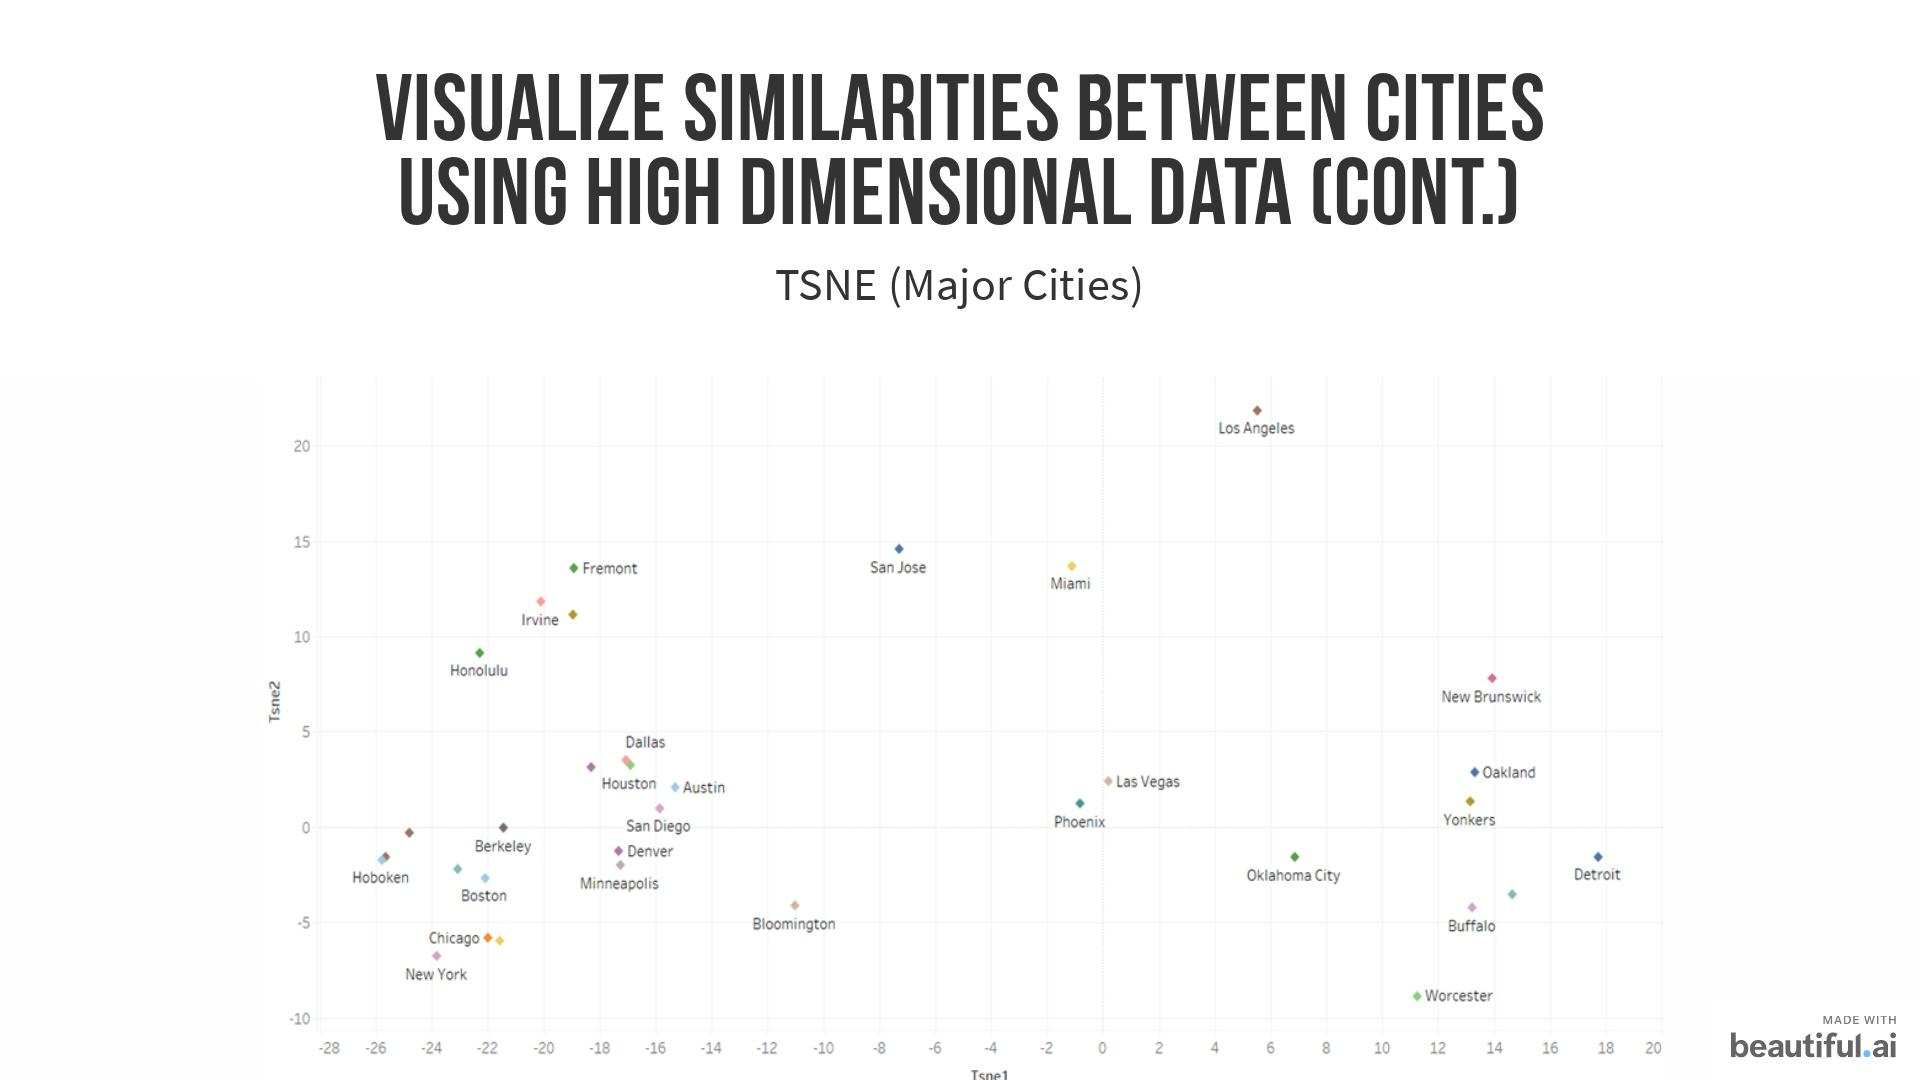 VISUALIZE SIMILARITIES BETWEEN CITIES
USING HIGH DIMENSIONAL DATA (CONT.)
TSNE (Major Cities)
Los Angeles
20
15
San Jose
Fremont
Miami
Irvine
10
Honolulu
Tsne2
New Brunswick
5
Dallas
Oakland
Houston
Austin
Las Vegas
Yonkers
Phoenix
San Diego
0
Berkeley
Denver
Hoboken
Minneapolis
Oklahoma City
Detroit
Boston
-5
Bloomington
Buffalo
Chicago
New York
Worcester
-10
-28 -26 -24 -22 -20 -18 -16 -14 -12 -10 -8 -6 -4 -2 0 2 4 6 8 10 12 14 16 18 20
Tsne1
MADE WITH
beautiful.ai